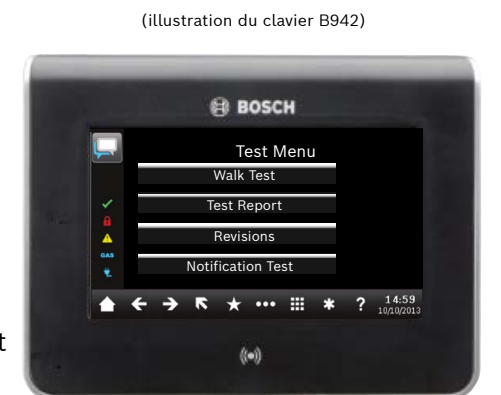 (illustration du clavier B942)
BOSCH
Test Menu
Walk Test
Test Report
Revisions
Notification Test
GAS
?
14:59
10/10/2013
t